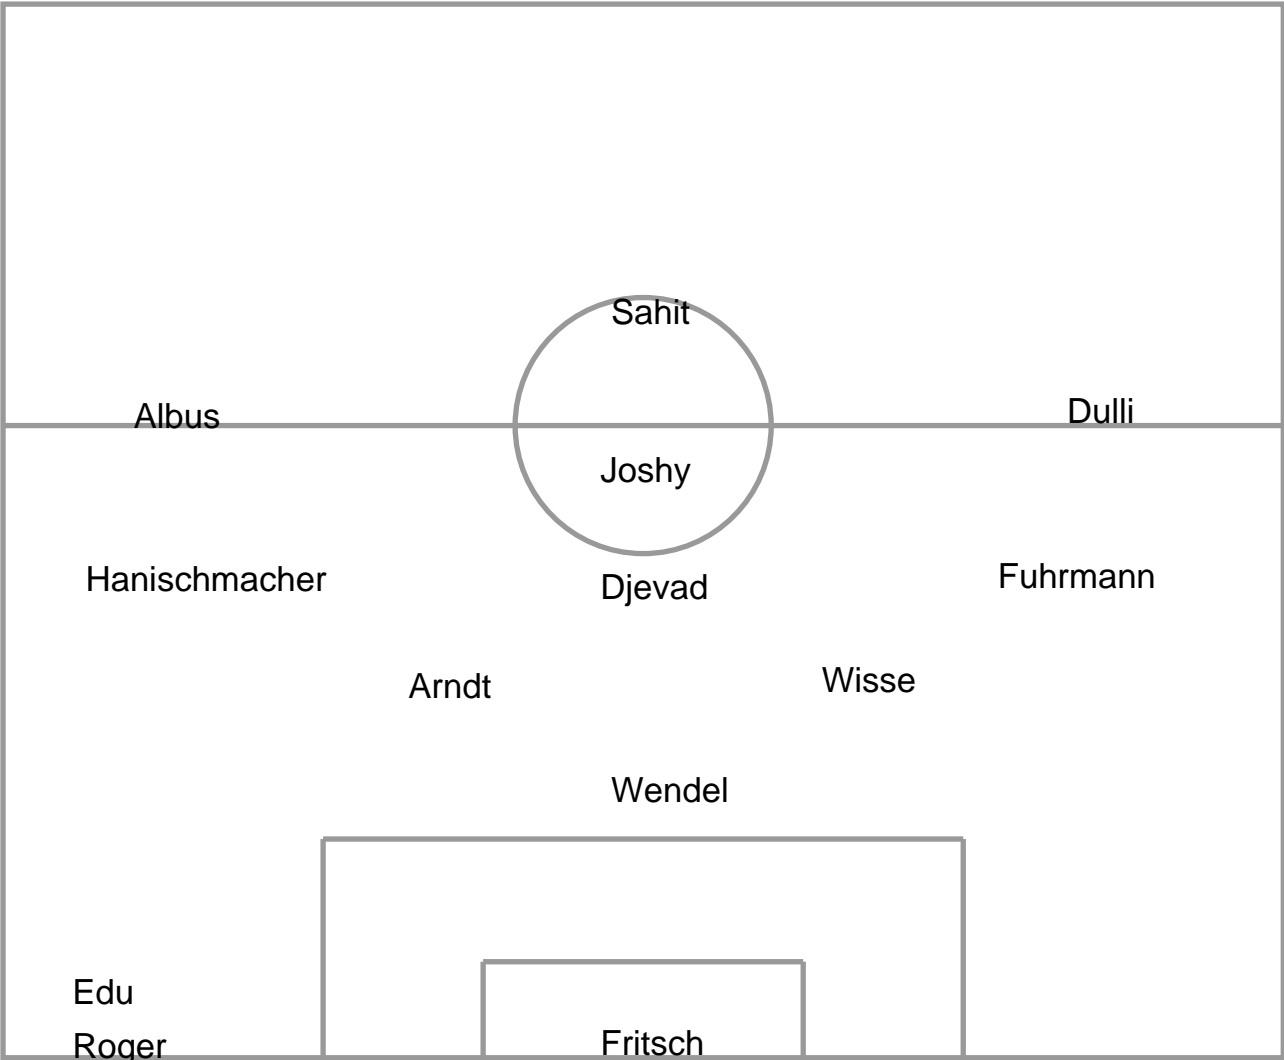 Sahit
Albus
Dulli
Joshy
Hanischmacher
Djevad
Fuhrmann
Arndt
Wisse
Wendel
Edu
Roger
Fritsch